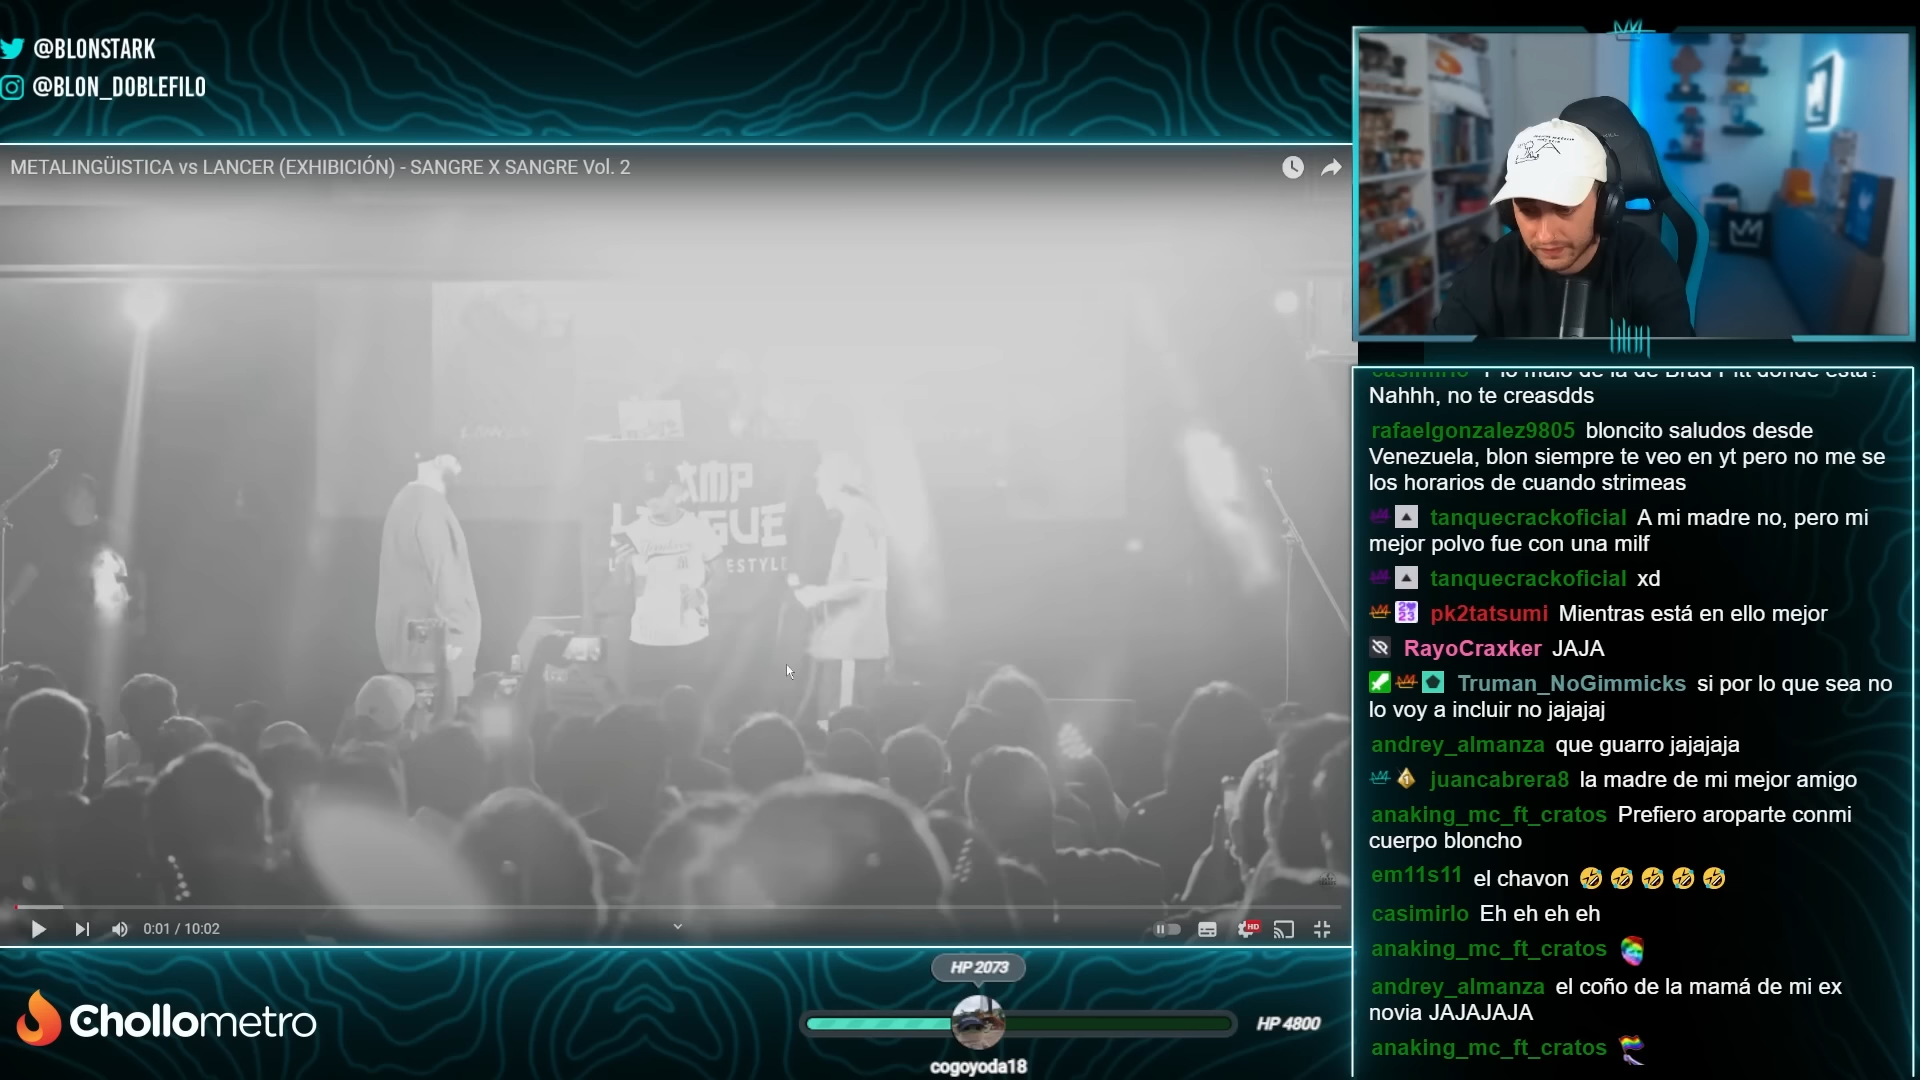 @BLONSTARK
@BLON_DOBLEFILO
METALINGÜISTICA vs LANCER (EXHIBICIÓN) - SANGRE X SANGRE Vol. 2
AMP
LEAGUE
0:01 / 10:02
HD
Chollometro
HP 2073
HP 4800
cogoyoda18
Nahhh, no te creasdds
rafaelgonzalez9805 bloncito saludos desde
Venezuela, blon siempre te veo en yt pero no me se
los horarios de cuando strimeas
tanquecrackoficial A mi madre no, pero mi
mejor polvo fue con una milf
tanquecrackoficial xd
pk2tatsumi Mientras está en ello mejor
RayoCraxker JAJA
Truman_NoGimmicks si por lo que sea no
lo voy a incluir no jajajaj
andrey_almanza que guarro jajajaja
juancabrera8 la madre de mi mejor amigo
anaking_mc_ft_cratos Prefiero aroparte conmi
cuerpo bloncho
em11s11 el chavon 🤣 🤣 🤣 🤣 🤣
casimirlo Eh eh eh eh
anaking_mc_ft_cratos
andrey_almanza el coño de la mamá de mi ex
novia JAJAJAJA
anaking_mc_ft_cratos